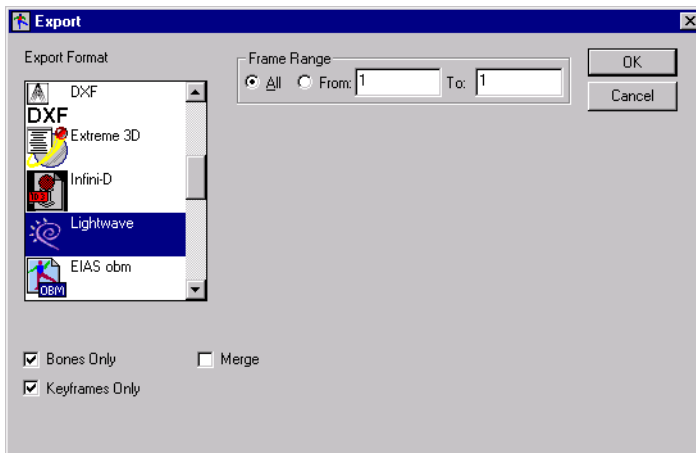 Export
Export Format
DXF
DXF
Extreme 3D
Infini-D
Lightwave
EIAS obm
OBM
Frame Range
All From: 1 To: 1
OK
Cancel
Bones Only Merge
Keyframes Only